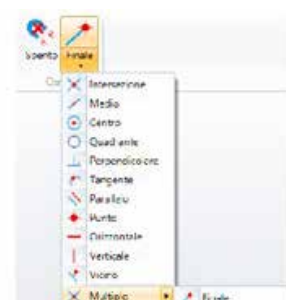 Spento Finale
Intersezione
Medio
Centro
Quadrante
Perpendicolare
Tangente
Parallelo
Punto
Orizzontale
Verticale
Vicino
Multiplo Finale